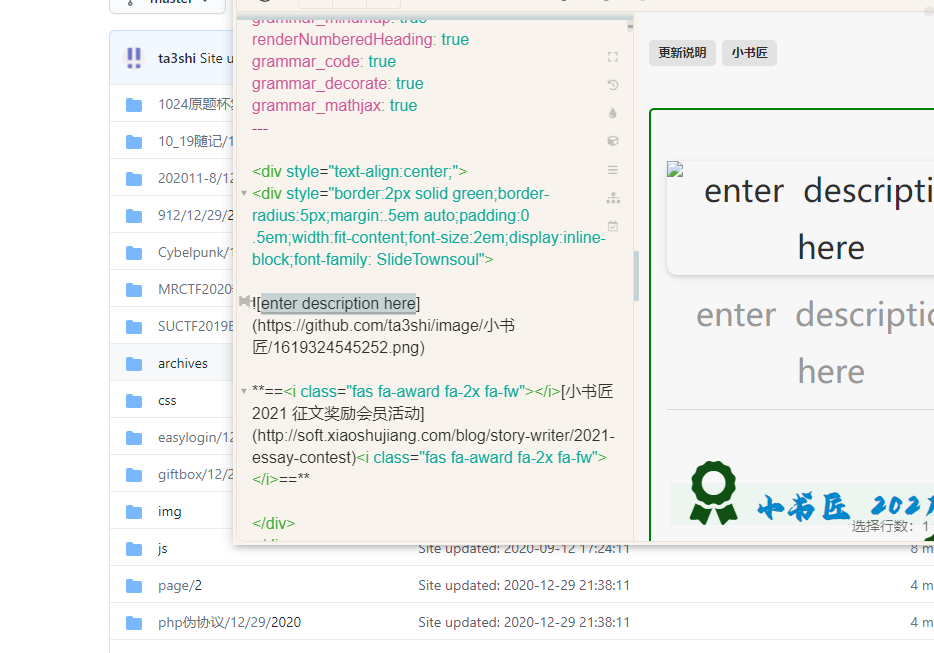 master
ta3shi Site u
1024原题杯
10_19随记/1
202011-8/12
912/12/29/2
Cybelpunk/1
MRCTF2020
SUCTF2019
archives
css
easylogin/12
giftbox/12/2
img
js
page/2
php伪协议/12/29/2020
Site updated: 2020-09-12 17:24:11
8 m
Site updated: 2020-12-29 21:38:11
4 m
Site updated: 2020-12-29 21:38:11
4 m
grammar_mindmap: true
renderNumberedHeading: true
grammar_code: true
grammar_decorate: true
grammar_mathjax: true
---
<div style="text-align:center;">
<div style="border:2px solid green;border-
radius:5px;margin:.5em auto;padding:0
.5em;width:fit-content;font-size:2em;display:inline-
block;font-family: SlideTownsoul">
![enter description here]
(https://github.com/ta3shi/image/小书
匠/1619324545252.png)
**==<i class="fas fa-award fa-2x fa-fw"></i>[小书匠
2021 征文奖励会员活动]
(http://soft.xiaoshujiang.com/blog/story-writer/2021-
essay-contest)<i class="fas fa-award fa-2x fa-fw">
</i>==**
</div>
更新说明 小书匠
enter descripti
here
enter descriptio
here
小书匠 2021
选择行数: 1